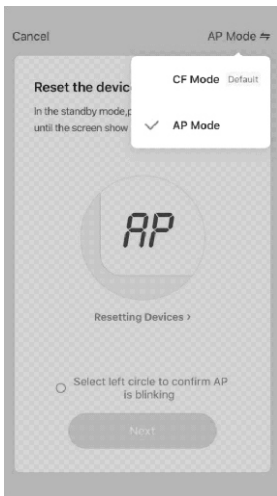 Cancel
AP Mode ⇋
Reset the devic
CF Mode Default
In the standby mode,p
until the screen show
✓ AP Mode
AP
Resetting Devices ›
Select left circle to confirm AP
is blinking
Next